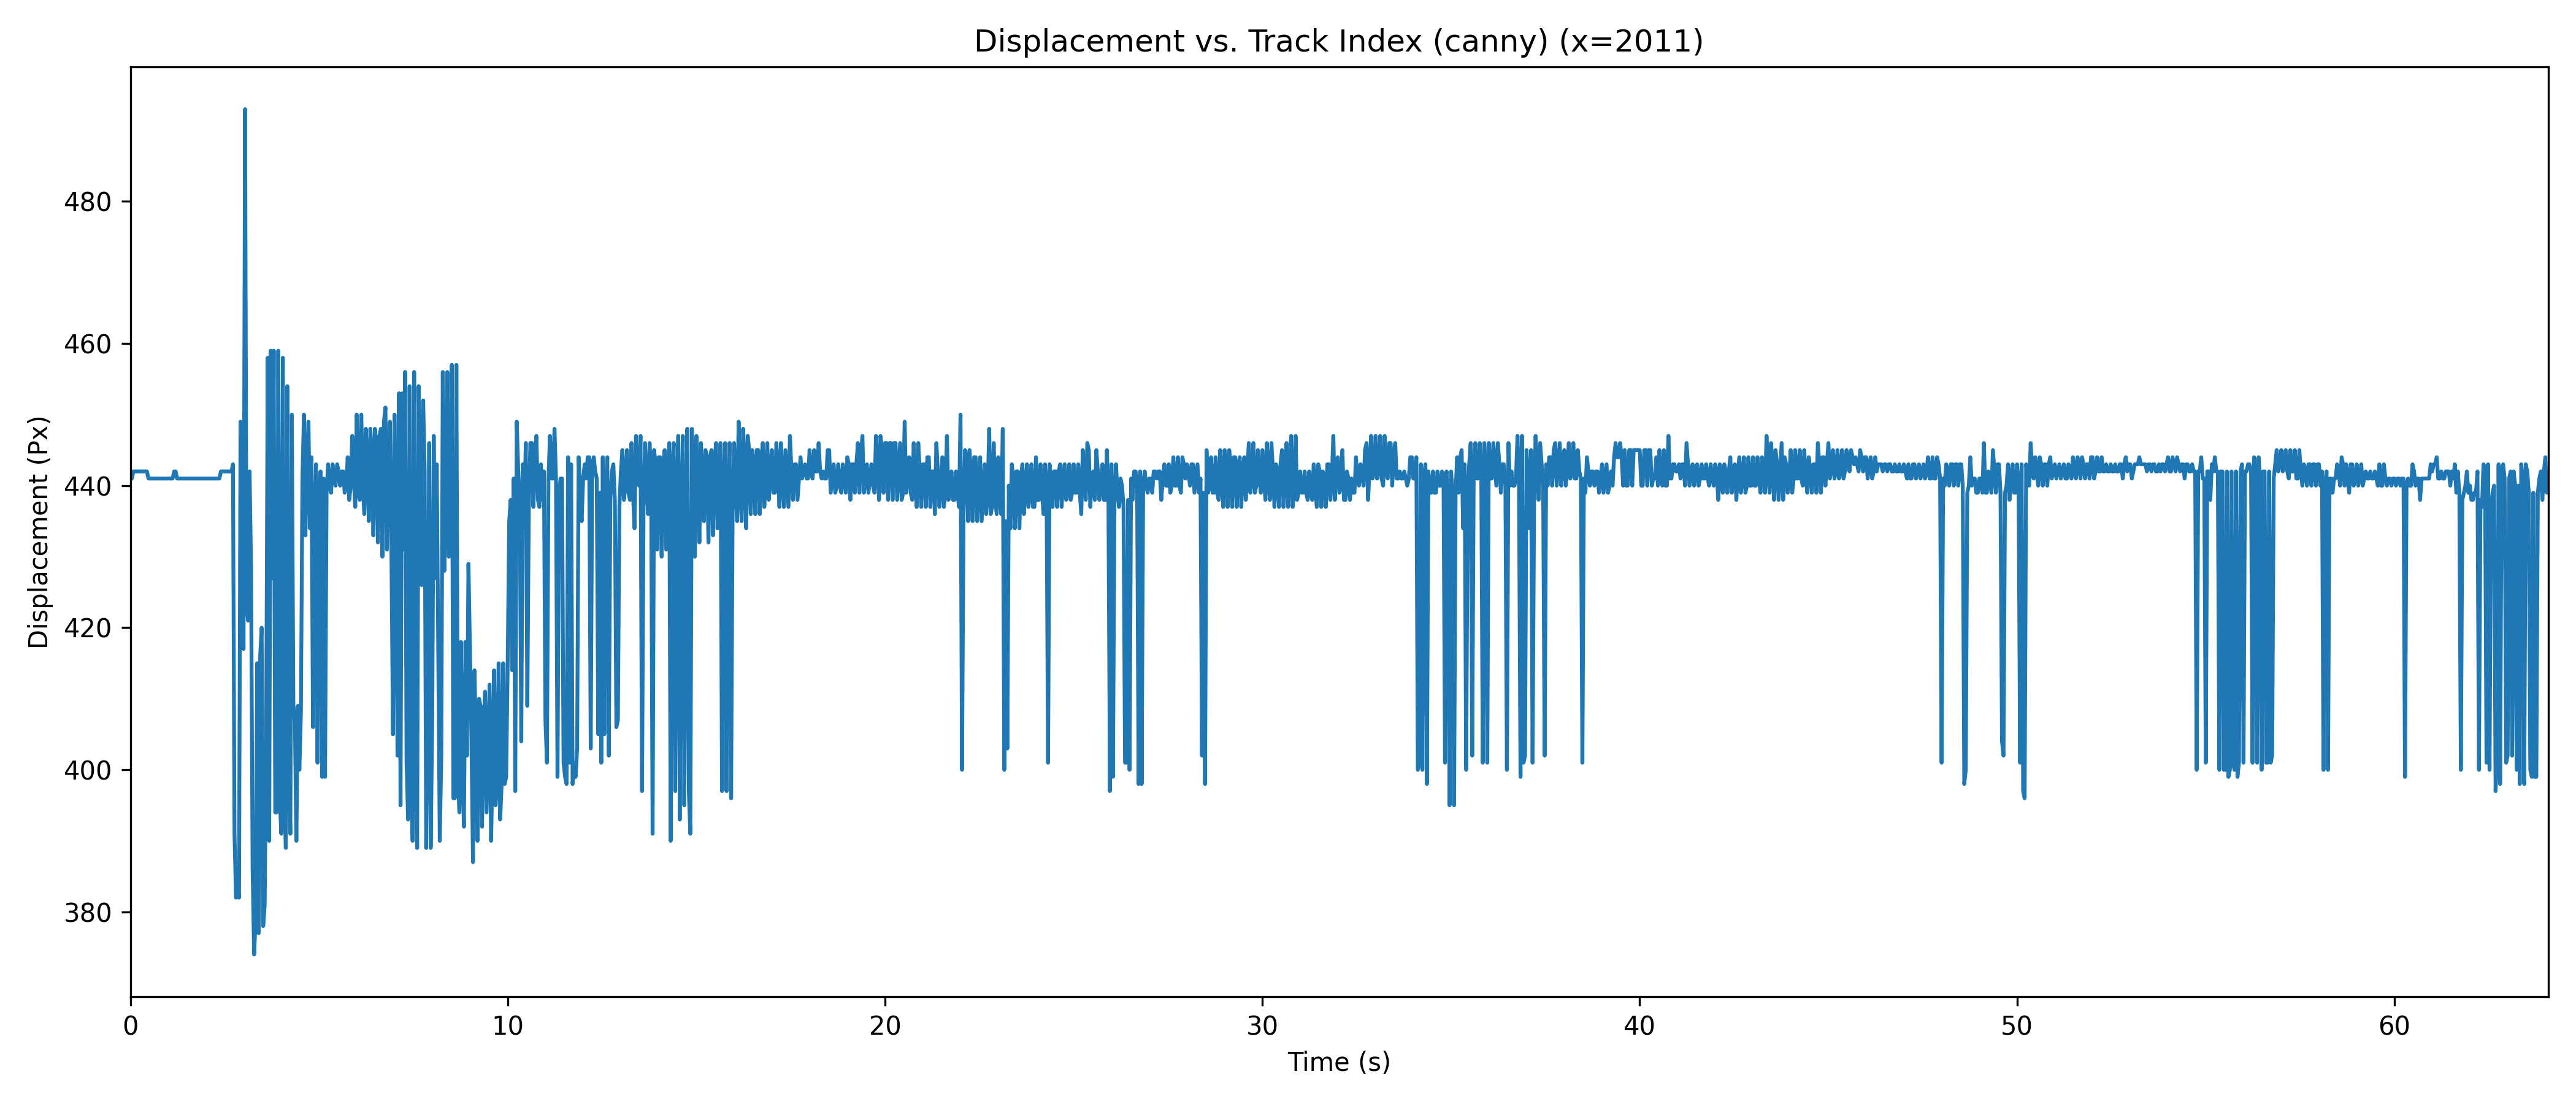 Displacement vs. Track Index (canny) (x=2011)
480
460
440
420
400
380
Displacement (Px)
0 10 20 30 40 50 60
Time (s)